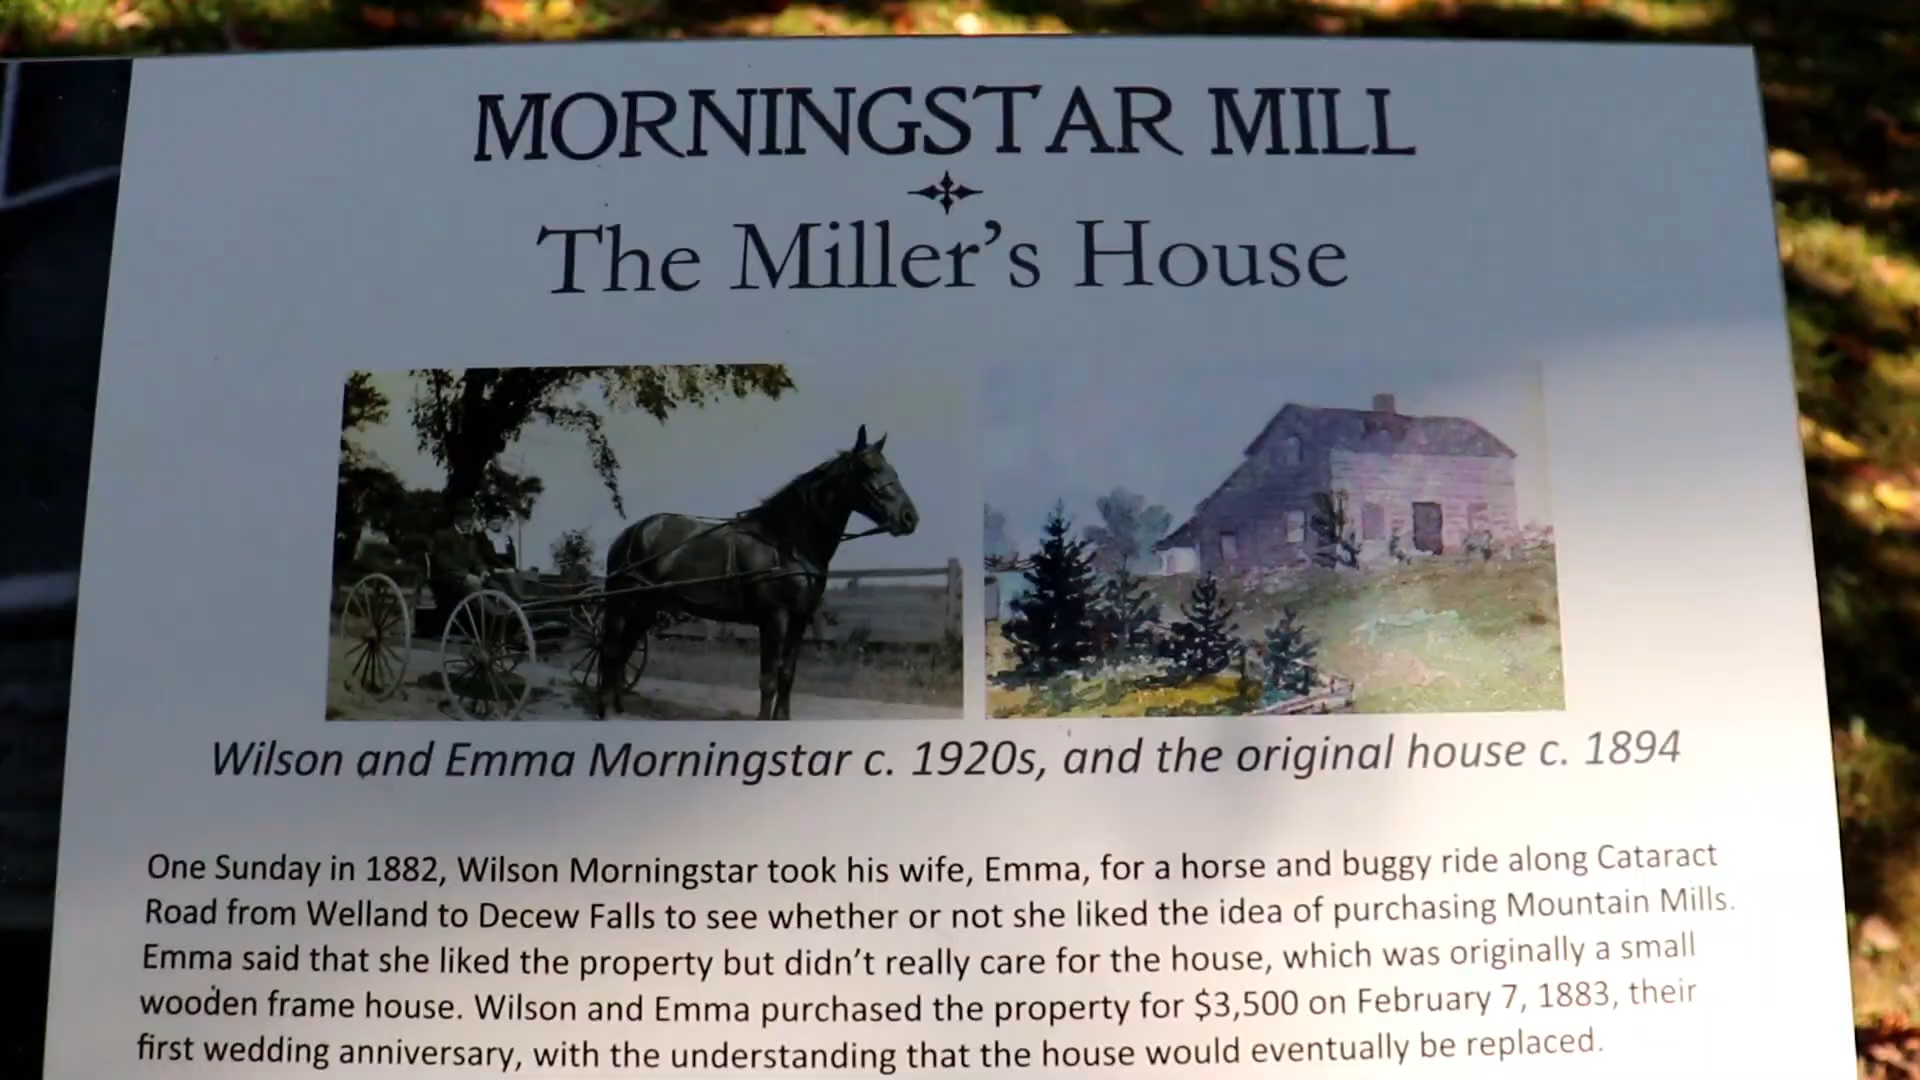 MORNINGSTAR MILL
The Miller's House
Wilson and Emma Morningstar c. 1920s, and the original house c. 1894
One Sunday in 1882, Wilson Morningstar took his wife, Emma, for a horse and buggy ride along Cataract
Road from Welland to Decew Falls to see whether or not she liked the idea of purchasing Mountain Mills.
Emma said that she liked the property but didn't really care for the house, which was originally a small
wooden frame house. Wilson and Emma purchased the property for $3,500 on February 7, 1883, their
first wedding anniversary, with the understanding that the house would eventually be replaced.